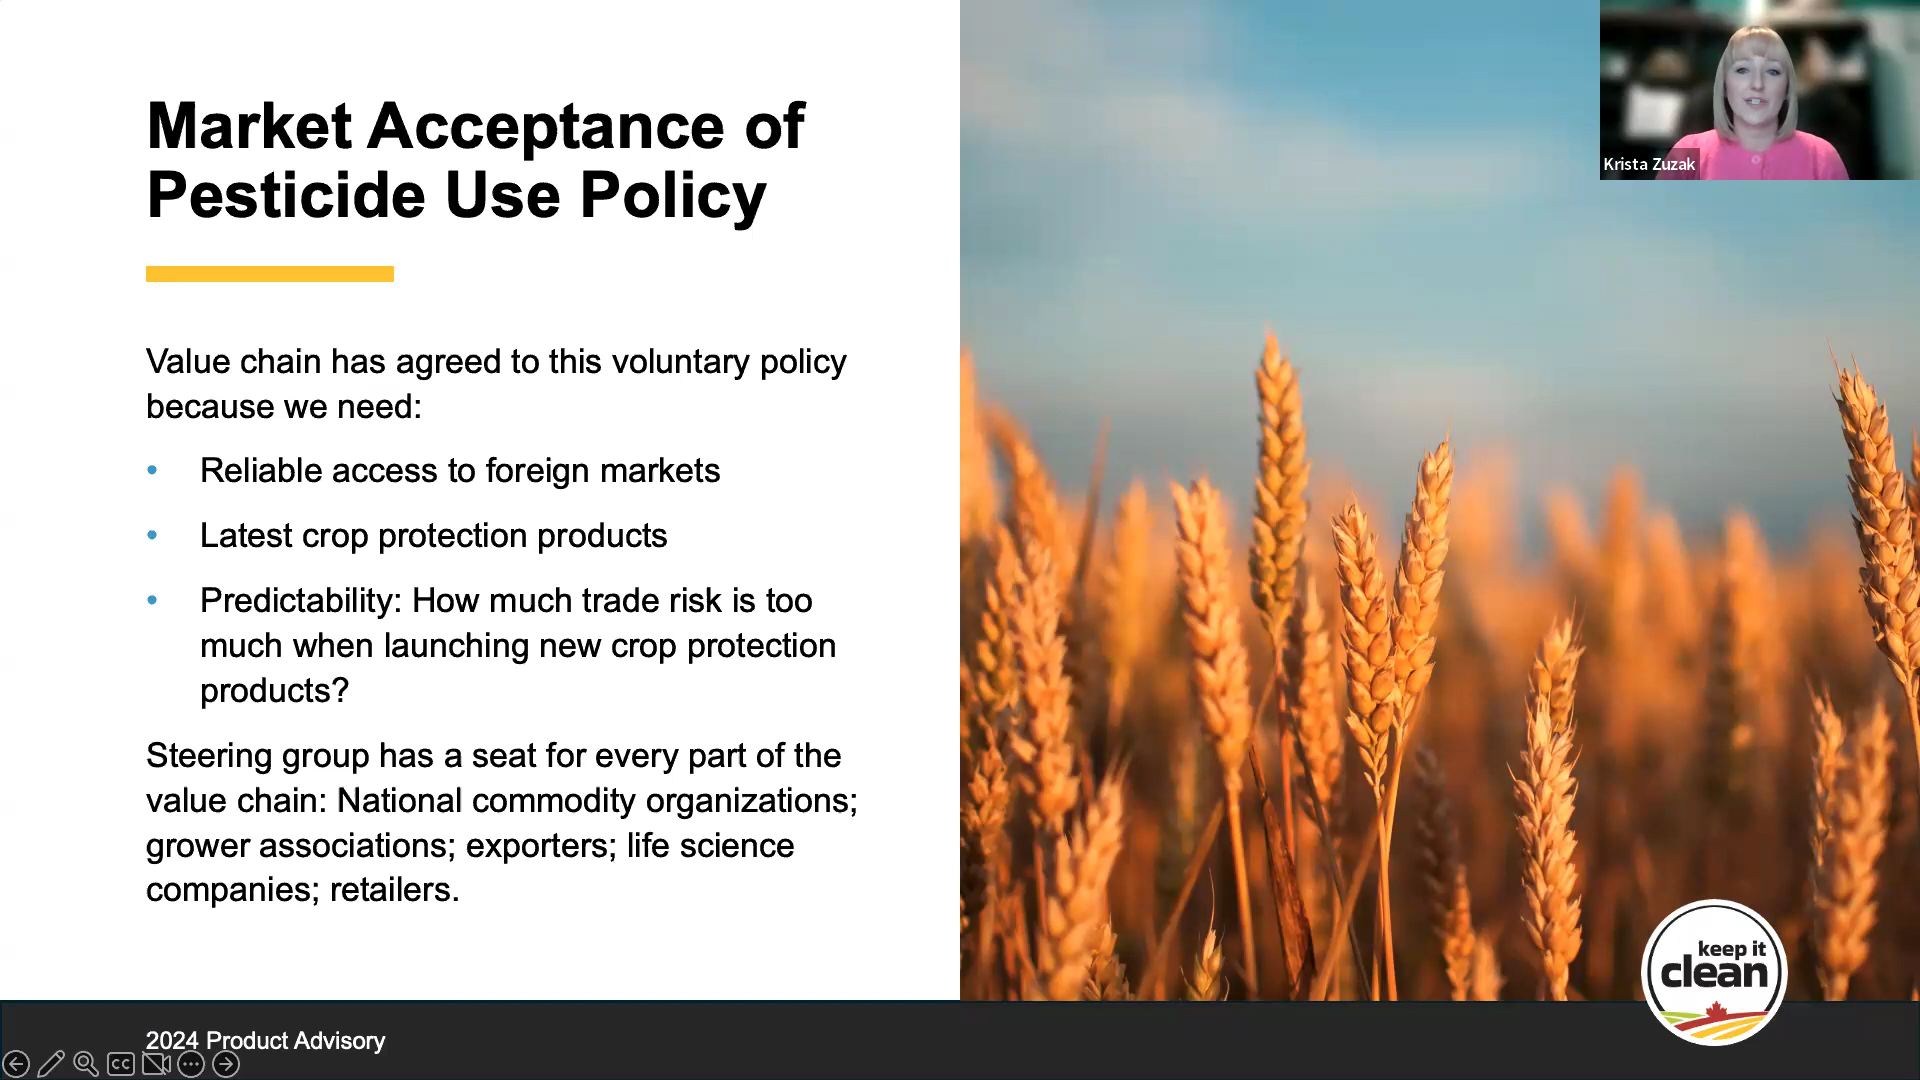 Market Acceptance of
Pesticide Use Policy
Value chain has agreed to this voluntary policy
because we need:
• Reliable access to foreign markets
• Latest crop protection products
• Predictability: How much trade risk is too
much when launching new crop protection
products?
Steering group has a seat for every part of the
value chain: National commodity organizations;
grower associations; exporters; life science
companies; retailers.
Krista Zuzak
keep it
clean
2024 Product Advisory
CC